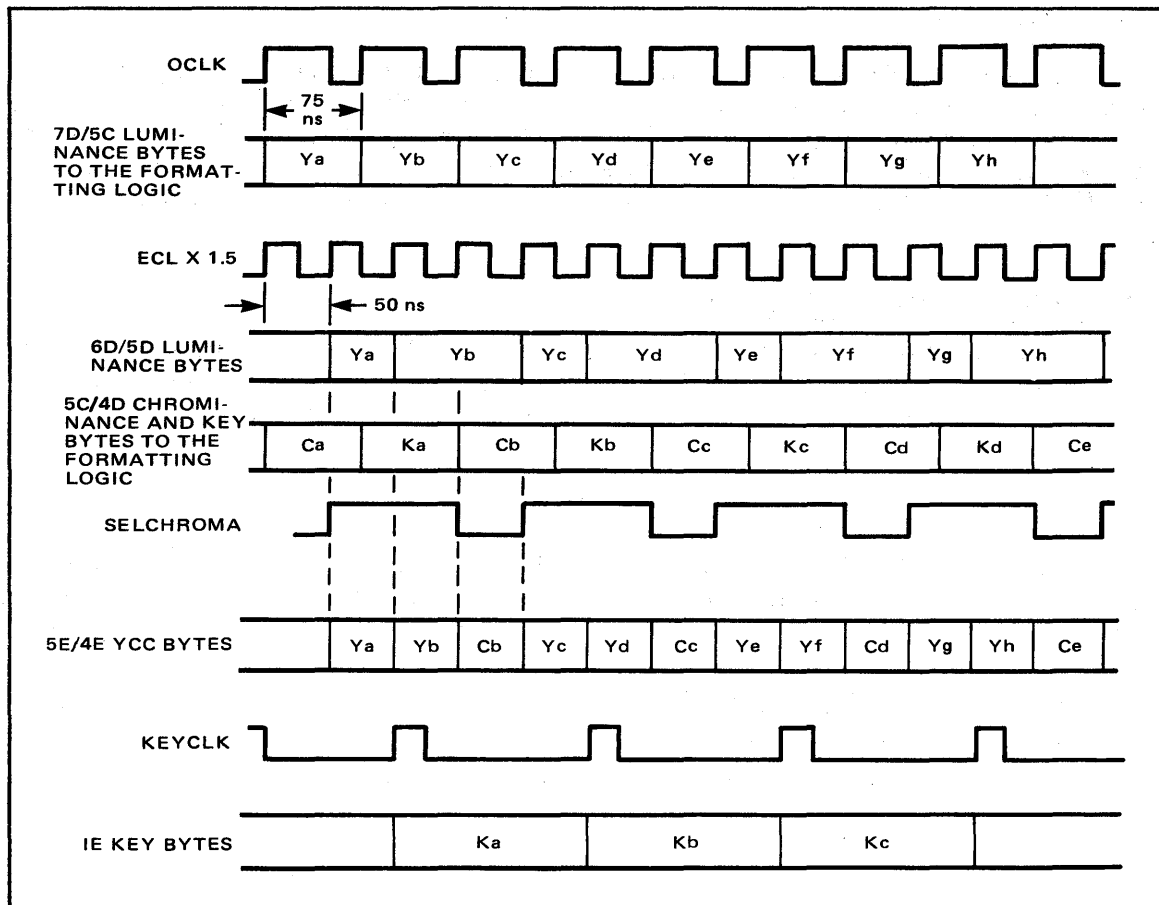 OCLK
75
ns
7D/5C LUMI-
NANCE BYTES
TO THE FORMAT-
TING LOGIC
Ya Yb Yc Yd Ye Yf Yg Yh
ECL X 1.5
50 ns
6D/5D LUMI-
NANCE BYTES
Ya Yb Yc Yd Ye Yf Yg Yh
5C/4D CHROMI-
NANCE AND KEY
BYTES TO THE
FORMATTING
LOGIC
Ca Ka Cb Kb Cc Kc Cd Kd Ce
SELCHROMA
5E/4E YCC BYTES
Ya Yb Cb Yc Yd Cc Ye Yf Cd Yg Yh Ce
KEYCLK
IE KEY BYTES
Ka Kb Kc